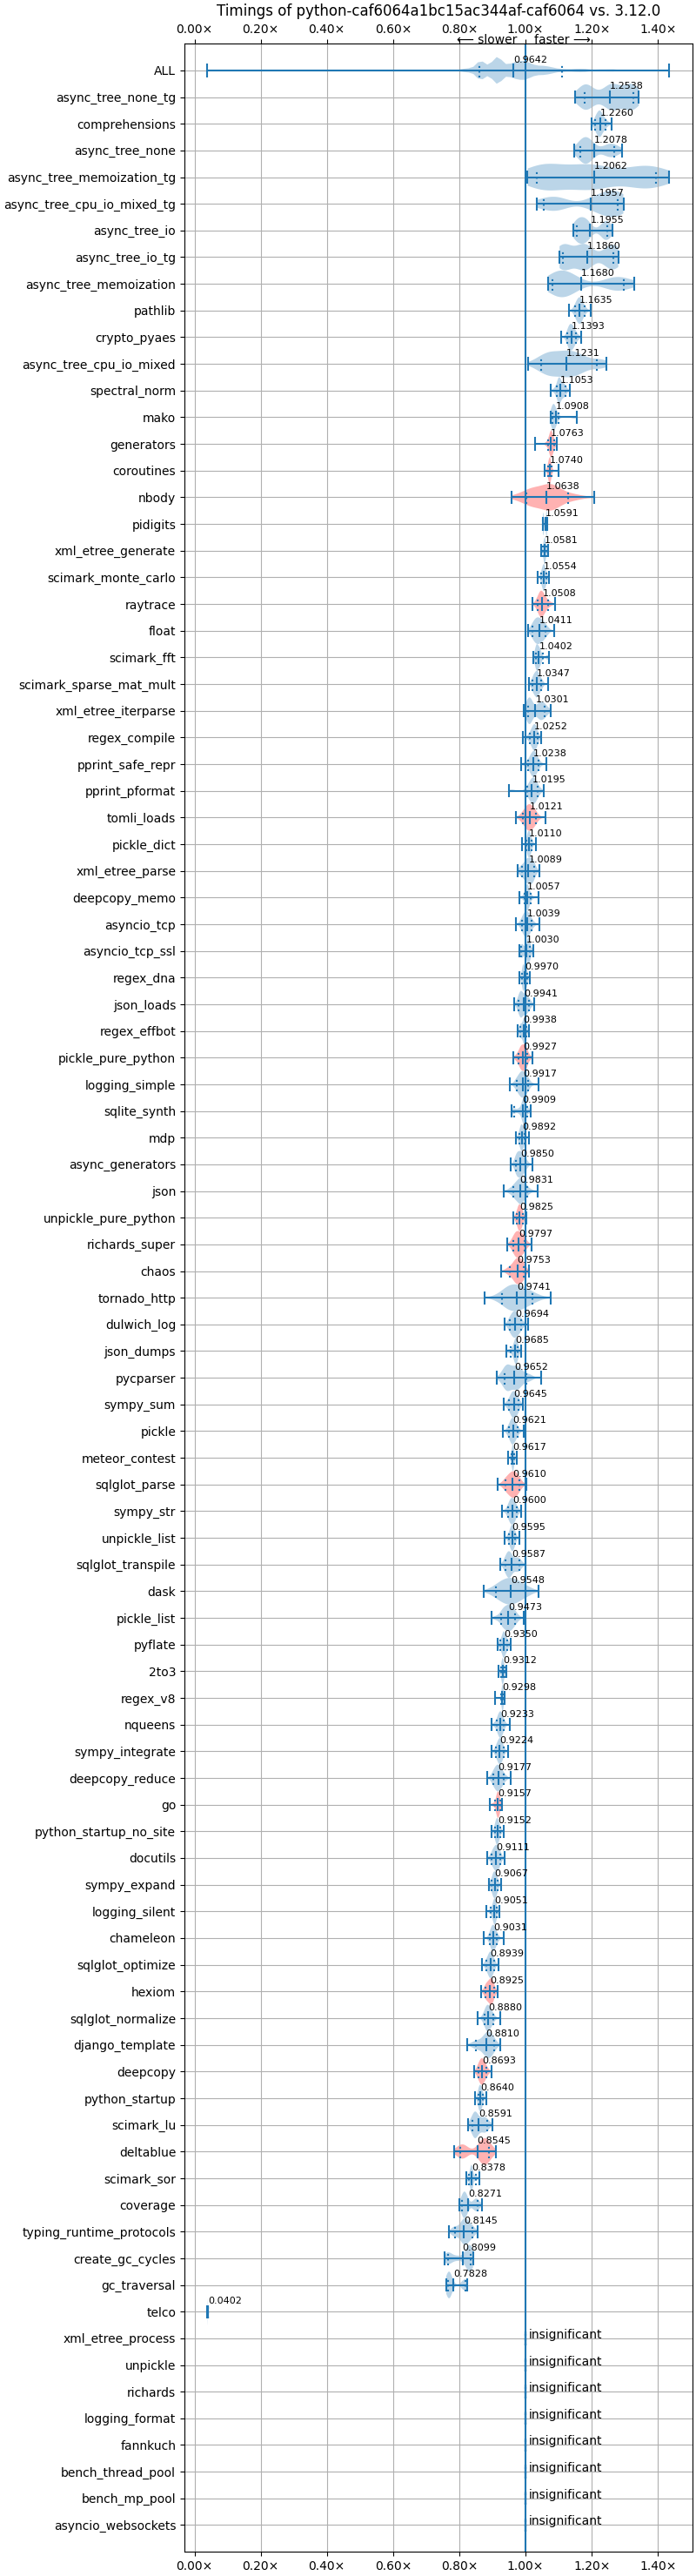 Timings of python-caf6064a1bc15ac344af-caf6064 vs. 3.12.0
0.00× 0.20× 0.40× 0.60× 0.80× 1.00× 1.20× 1.40×
⟵ slower faster ⟶
ALL 0.9642
async_tree_none_tg 1.2538
comprehensions 1.2260
async_tree_none 1.2078
async_tree_memoization_tg 1.2062
async_tree_cpu_io_mixed_tg 1.1957
async_tree_io 1.1955
async_tree_io_tg 1.1860
async_tree_memoization 1.1680
pathlib 1.1635
crypto_pyaes 1.1393
async_tree_cpu_io_mixed 1.1231
spectral_norm 1.1053
mako 1.0908
generators 1.0763
coroutines 1.0740
nbody 1.0638
pidigits 1.0591
xml_etree_generate 1.0581
scimark_monte_carlo 1.0554
raytrace 1.0508
float 1.0411
scimark_fft 1.0402
scimark_sparse_mat_mult 1.0347
xml_etree_iterparse 1.0301
regex_compile 1.0252
pprint_safe_repr 1.0238
pprint_pformat 1.0195
tomli_loads 1.0121
pickle_dict 1.0110
xml_etree_parse 1.0089
deepcopy_memo 1.0057
asyncio_tcp 1.0039
asyncio_tcp_ssl 1.0030
regex_dna 0.9970
json_loads 0.9941
regex_effbot 0.9938
pickle_pure_python 0.9927
logging_simple 0.9917
sqlite_synth 0.9909
mdp 0.9892
async_generators 0.9850
json 0.9831
unpickle_pure_python 0.9825
richards_super 0.9797
chaos 0.9753
tornado_http 0.9741
dulwich_log 0.9694
json_dumps 0.9685
pycparser 0.9652
sympy_sum 0.9645
pickle 0.9621
meteor_contest 0.9617
sqlglot_parse 0.9610
sympy_str 0.9600
unpickle_list 0.9595
sqlglot_transpile 0.9587
dask 0.9548
pickle_list 0.9473
pyflate 0.9350
2to3 0.9312
regex_v8 0.9298
nqueens 0.9233
sympy_integrate 0.9224
deepcopy_reduce 0.9177
go 0.9157
python_startup_no_site 0.9152
docutils 0.9111
sympy_expand 0.9067
logging_silent 0.9051
chameleon 0.9031
sqlglot_optimize 0.8939
hexiom 0.8925
sqlglot_normalize 0.8880
django_template 0.8810
deepcopy 0.8693
python_startup 0.8640
scimark_lu 0.8591
deltablue 0.8545
scimark_sor 0.8378
coverage 0.8271
typing_runtime_protocols 0.8145
create_gc_cycles 0.8099
gc_traversal 0.7828
telco 0.0402
xml_etree_process insignificant
unpickle insignificant
richards insignificant
logging_format insignificant
fannkuch insignificant
bench_thread_pool insignificant
bench_mp_pool insignificant
asyncio_websockets insignificant
0.00× 0.20× 0.40× 0.60× 0.80× 1.00× 1.20× 1.40×